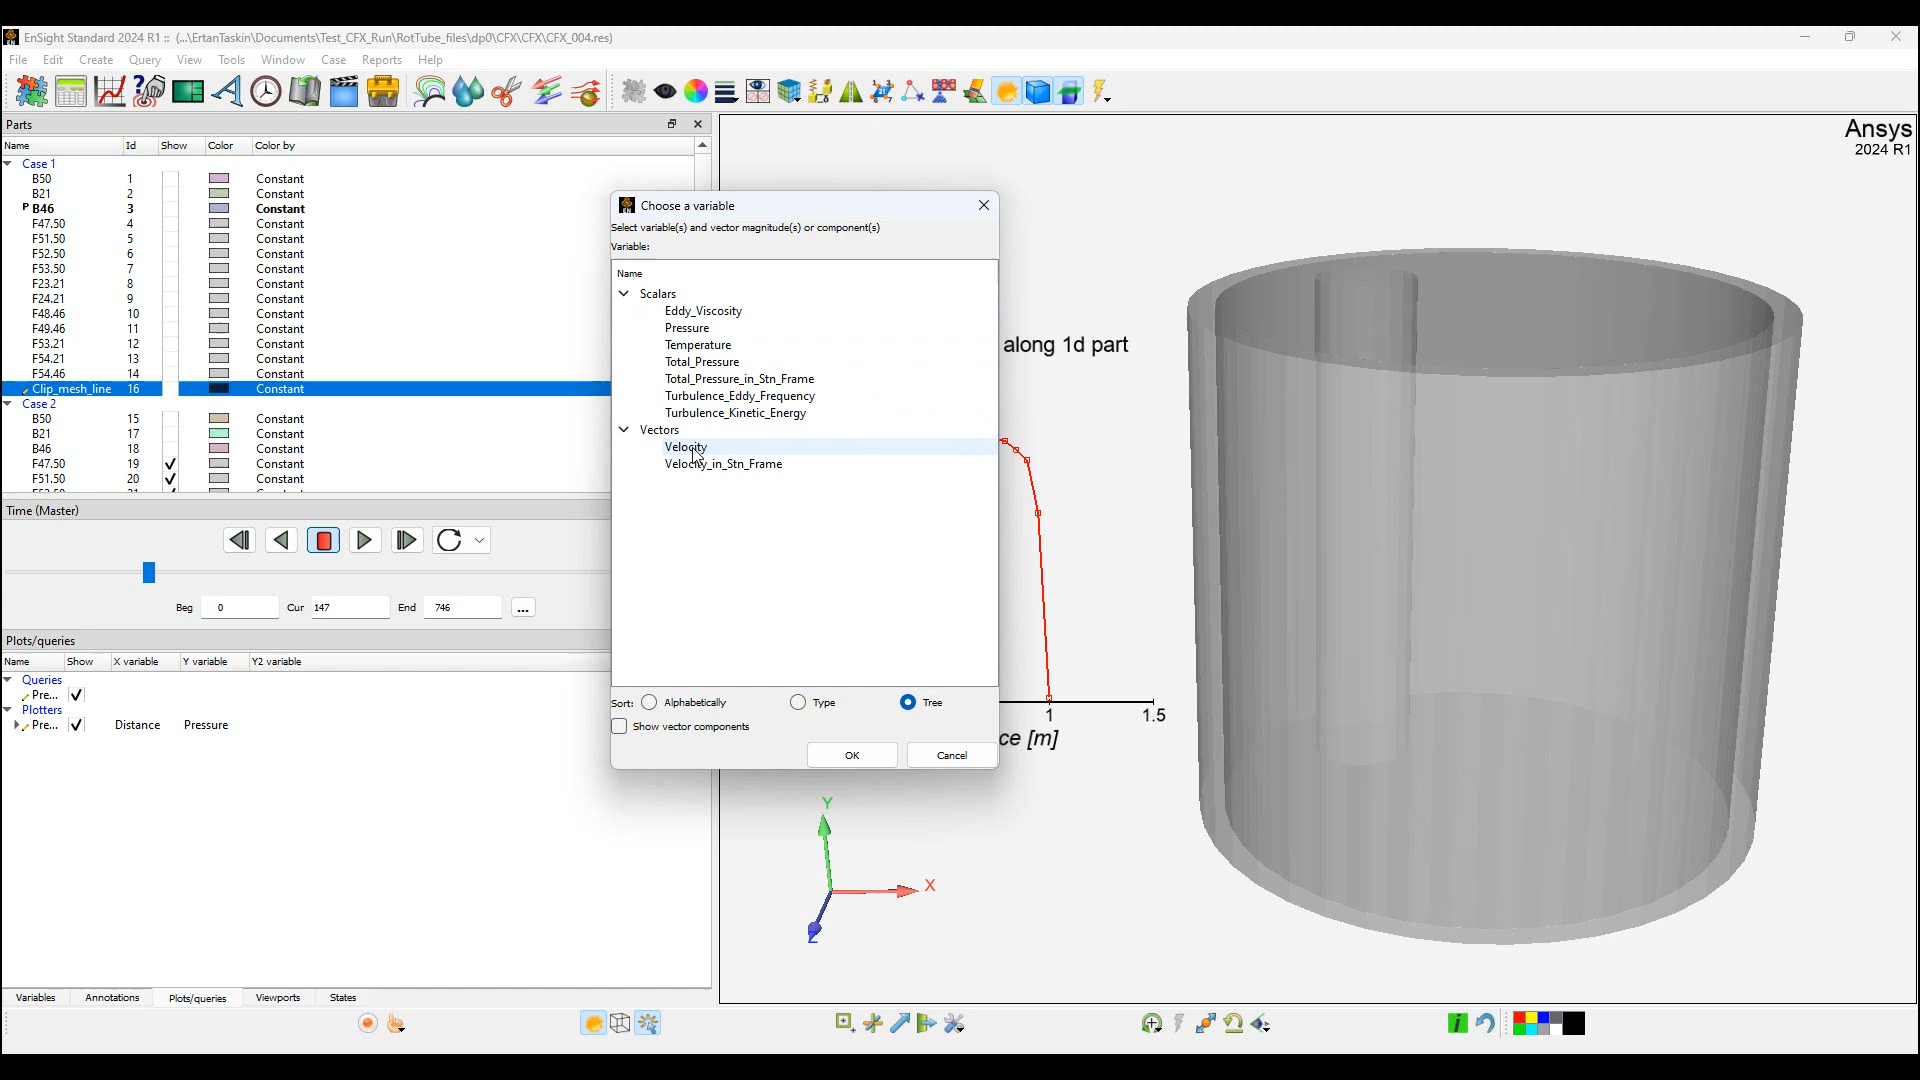 EnSight Standard 2024 R1 :: (...\ErtanTaskin\Documents\Test_CFX_Run\RotTube_files\dp0\CFX\CFX\CFX_004.res)
File Edit Create Query View Tools Window Case Reports Help
Parts
Name Id Show Color Color by
Case 1
B50 1 Constant
B21 2 Constant
P B46 3 Constant
F47.50 4 Constant
F51.50 5 Constant
F52.50 6 Constant
F53.50 7 Constant
F23.21 8 Constant
F24.21 9 Constant
F48.46 10 Constant
F49.46 11 Constant
F53.21 12 Constant
F54.21 13 Constant
F54.46 14 Constant
Clip_mesh_line 16 Constant
Case 2
B50 15 Constant
B21 17 Constant
B46 18 Constant
F47.50 19 Constant
F51.50 20 Constant
Time (Master)
Beg 0 Cur 147 End 746 ...
Plots/queries
Name Show X variable Y variable Y2 variable
Queries
Pre...
Plotters
Pre... Distance Pressure
Variables Annotations Plots/queries Viewports States
Choose a variable
Select variable(s) and vector magnitude(s) or component(s)
Variable:
Name
Scalars
Eddy_Viscosity
Pressure
Temperature
Total_Pressure
Total_Pressure_in_Stn_Frame
Turbulence_Eddy_Frequency
Turbulence_Kinetic_Energy
Vectors
Velocity
Velocity_in_Stn_Frame
Sort: Alphabetically Type Tree
Show vector components
OK Cancel
along 1d part
1 1.5
ce [m]
Y
X
Z
Ansys
2024 R1